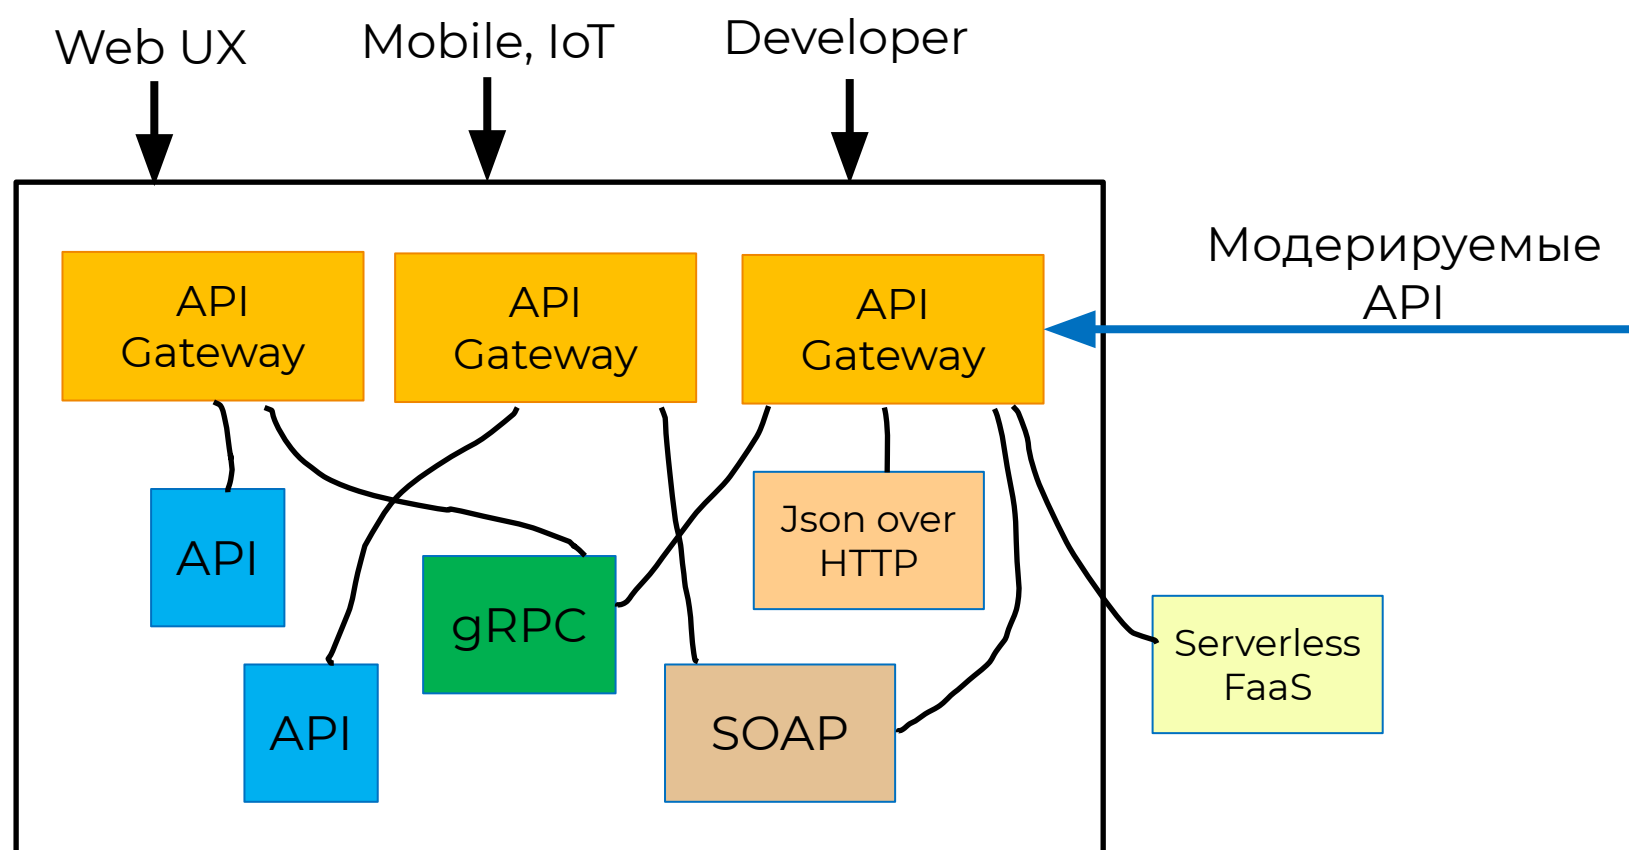 Web UX
Mobile, IoT
Developer
Модерируемые
API
API
Gateway
API
Gateway
API
Gateway
Json over
HTTP
API
gRPC
Serverless
FaaS
API
SOAP